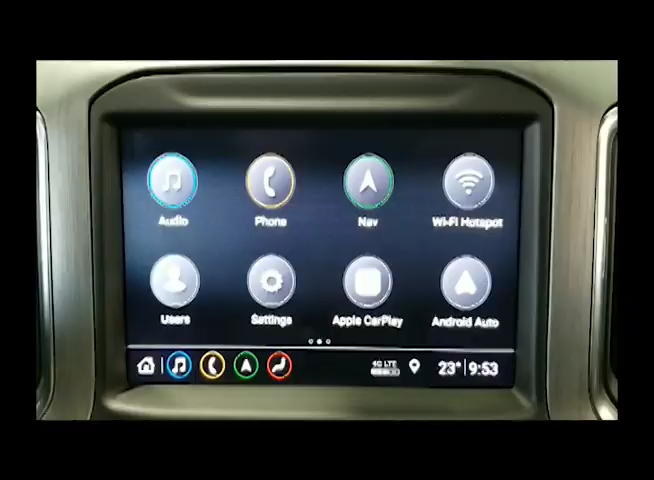 Audio Phone Nav Wi-Fi Hotspot
Users Settings Apple CarPlay Android Auto
4G LTE 23° 9:53